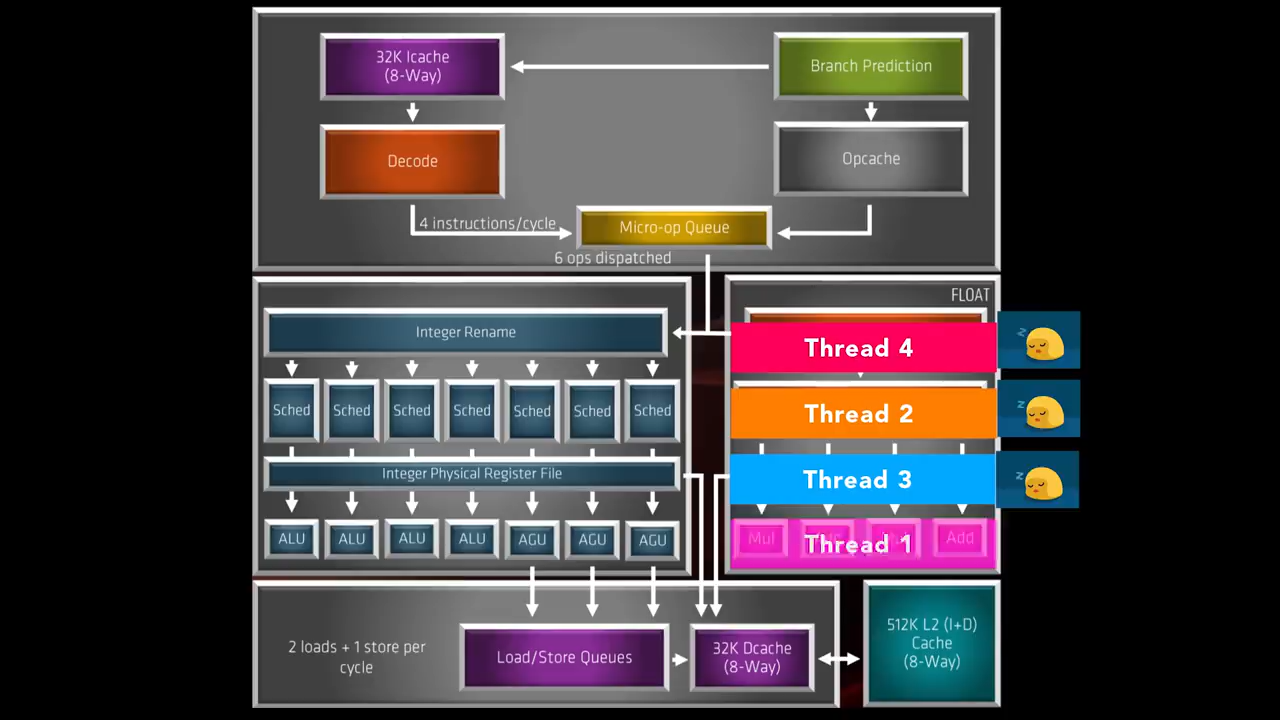 32K Icache
(8-Way)
Branch Prediction
Decode
Opcache
4 instructions/cycle
Micro-op Queue
6 ops dispatched
FLOAT
Integer Rename
Thread 4
Sched
Sched
Sched
Sched
Sched
Sched
Sched
Thread 2
Integer Physical Register File
Thread 3
ALU
ALU
ALU
ALU
AGU
AGU
AGU
Mul
Add
Thread 1
2 loads + 1 store per
cycle
Load/Store Queues
32K Dcache
(8-Way)
512K L2 (I+D)
Cache
(8-Way)